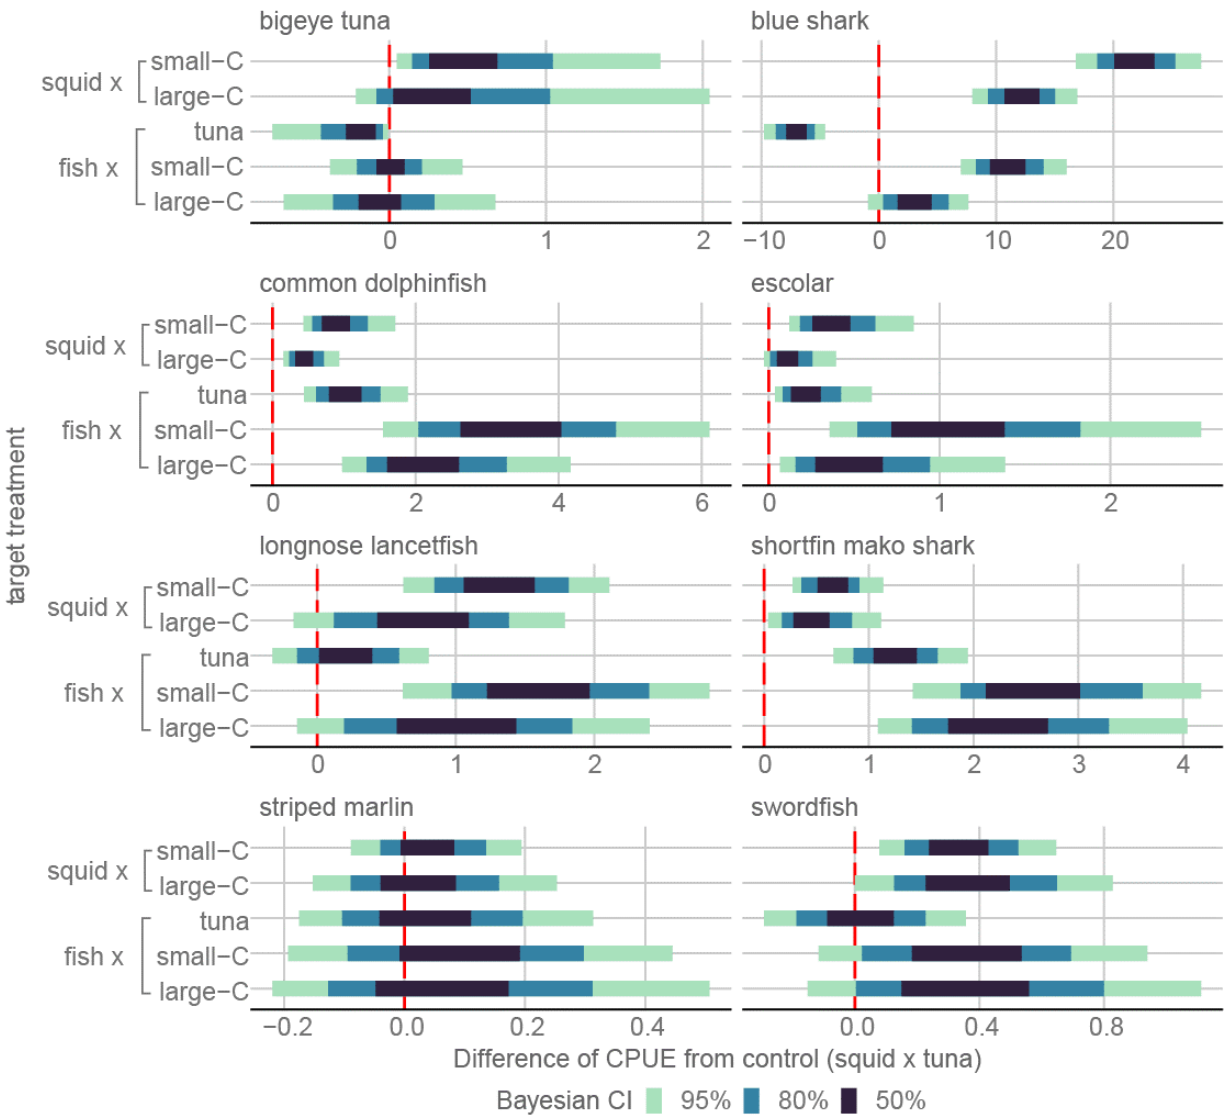 bigeye tuna
blue shark
squid x
small−C
large−C
fish x
tuna
small−C
large−C
0 1 2
−10 0 10 20
common dolphinfish
escolar
squid x
small−C
large−C
fish x
tuna
small−C
large−C
0 2 4 6
0 1 2
target treatment
longnose lancetfish
shortfin mako shark
squid x
small−C
large−C
fish x
tuna
small−C
large−C
0 1 2
0 1 2 3 4
striped marlin
swordfish
squid x
small−C
large−C
fish x
tuna
small−C
large−C
−0.2 0.0 0.2 0.4
0.0 0.4 0.8
Difference of CPUE from control (squid x tuna)
Bayesian CI 95% 80% 50%